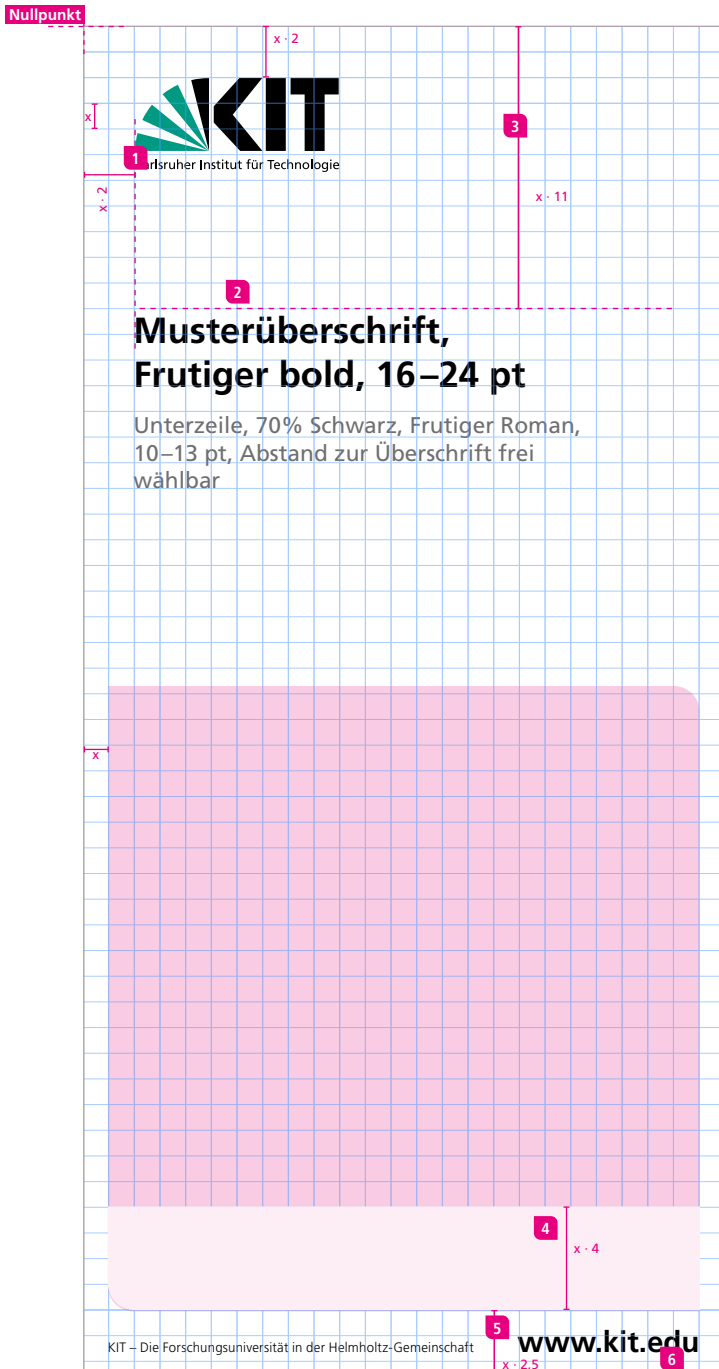 Nullpunkt
x · 2
KIT
x
3
1
arlsruher Institut für Technologie
x · 2
x · 11
2
Musterüberschrift,
Frutiger bold, 16–24 pt
Unterzeile, 70% Schwarz, Frutiger Roman,
10–13 pt, Abstand zur Überschrift frei
wählbar
x
4
x · 4
5
KIT – Die Forschungsuniversität in der Helmholtz-Gemeinschaft
www.kit.edu
x · 2.5
6